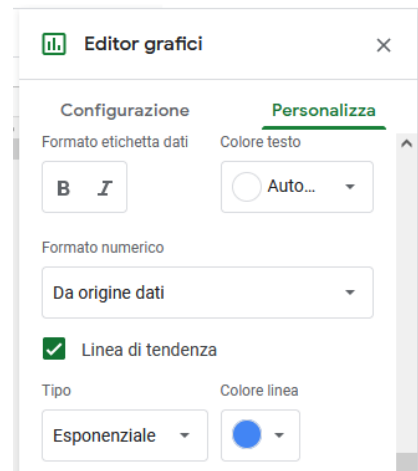 Editor grafici
Configurazione Personalizza
Formato etichetta dati Colore testo
B I Auto...
Formato numerico
Da origine dati
Linea di tendenza
Tipo Colore linea
Esponenziale